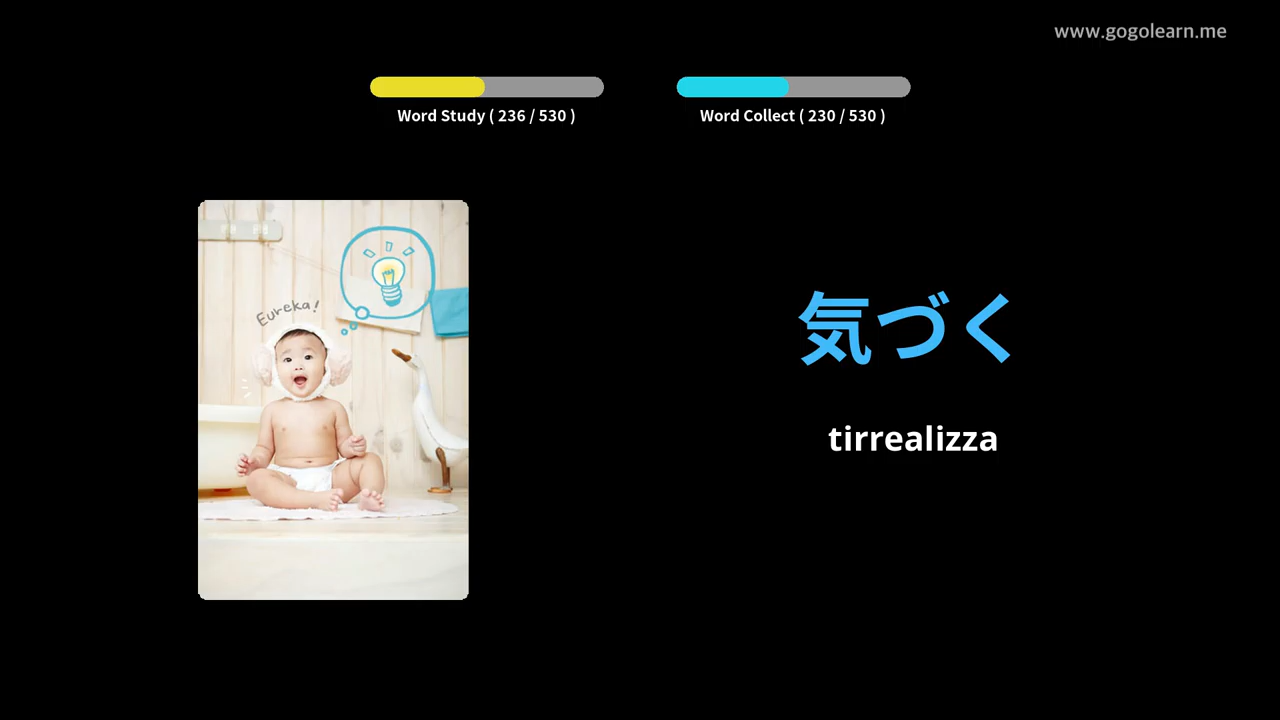 www.gogolearn.me
Word Study ( 236 / 530 )
Word Collect ( 230 / 530 )
Eureka!
気づく
tirrealizza